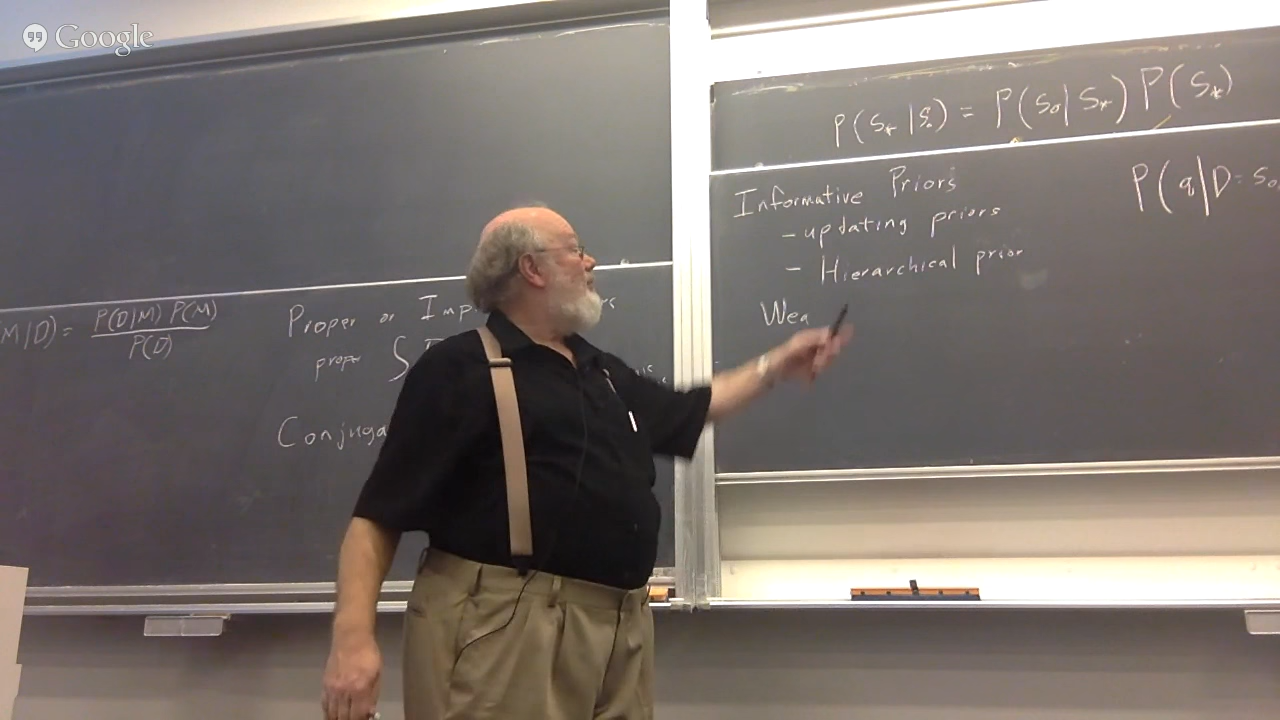 Google
M|D) = P(D|M) P(M)
P(D)
Proper or Imp
proper ∫
Conjuga
P(S* | S₀) = P(S₀ | S*) P(S*)
Informative Priors
- updating priors
- Hierarchical prior
Wea
P(q|D=S₀